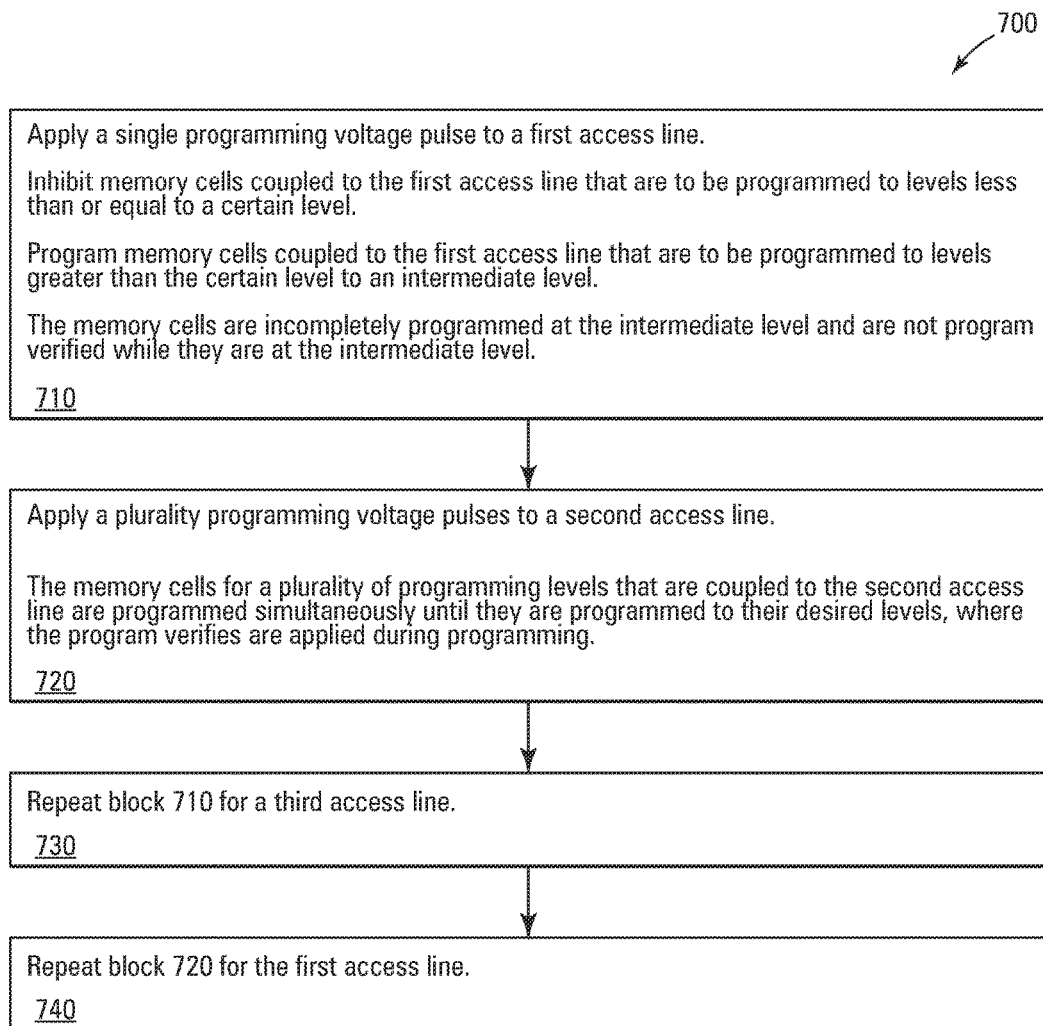 700
Apply a single programming voltage pulse to a first access line.
Inhibit memory cells coupled to the first access line that are to be programmed to levels less
than or equal to a certain level.
Program memory cells coupled to the first access line that are to be programmed to levels
greater than the certain level to an intermediate level.
The memory cells are incompletely programmed at the intermediate level and are not program
verified while they are at the intermediate level.
710
Apply a plurality programming voltage pulses to a second access line.
The memory cells for a plurality of programming levels that are coupled to the second access
line are programmed simultaneously until they are programmed to their desired levels, where
the program verifies are applied during programming.
720
Repeat block 710 for a third access line.
730
Repeat block 720 for the first access line.
740